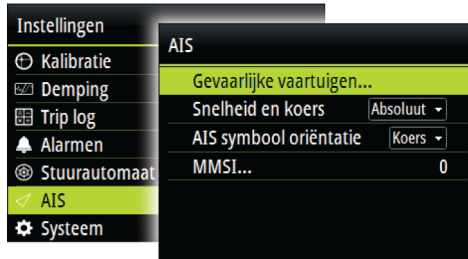 Instellingen
Kalibratie
Demping
Trip log
Alarmen
Stuurautomaat
AIS
Systeem
AIS
Gevaarlijke vaartuigen...
Snelheid en koers Absoluut
AIS symbool oriëntatie Koers
MMSI... 0